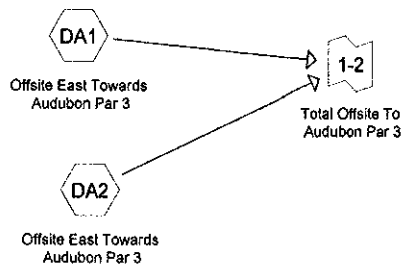 DA1
Offsite East Towards
Audubon Par 3
1-2
Total Offsite To
Audubon Par 3
DA2
Offsite East Towards
Audubon Par 3